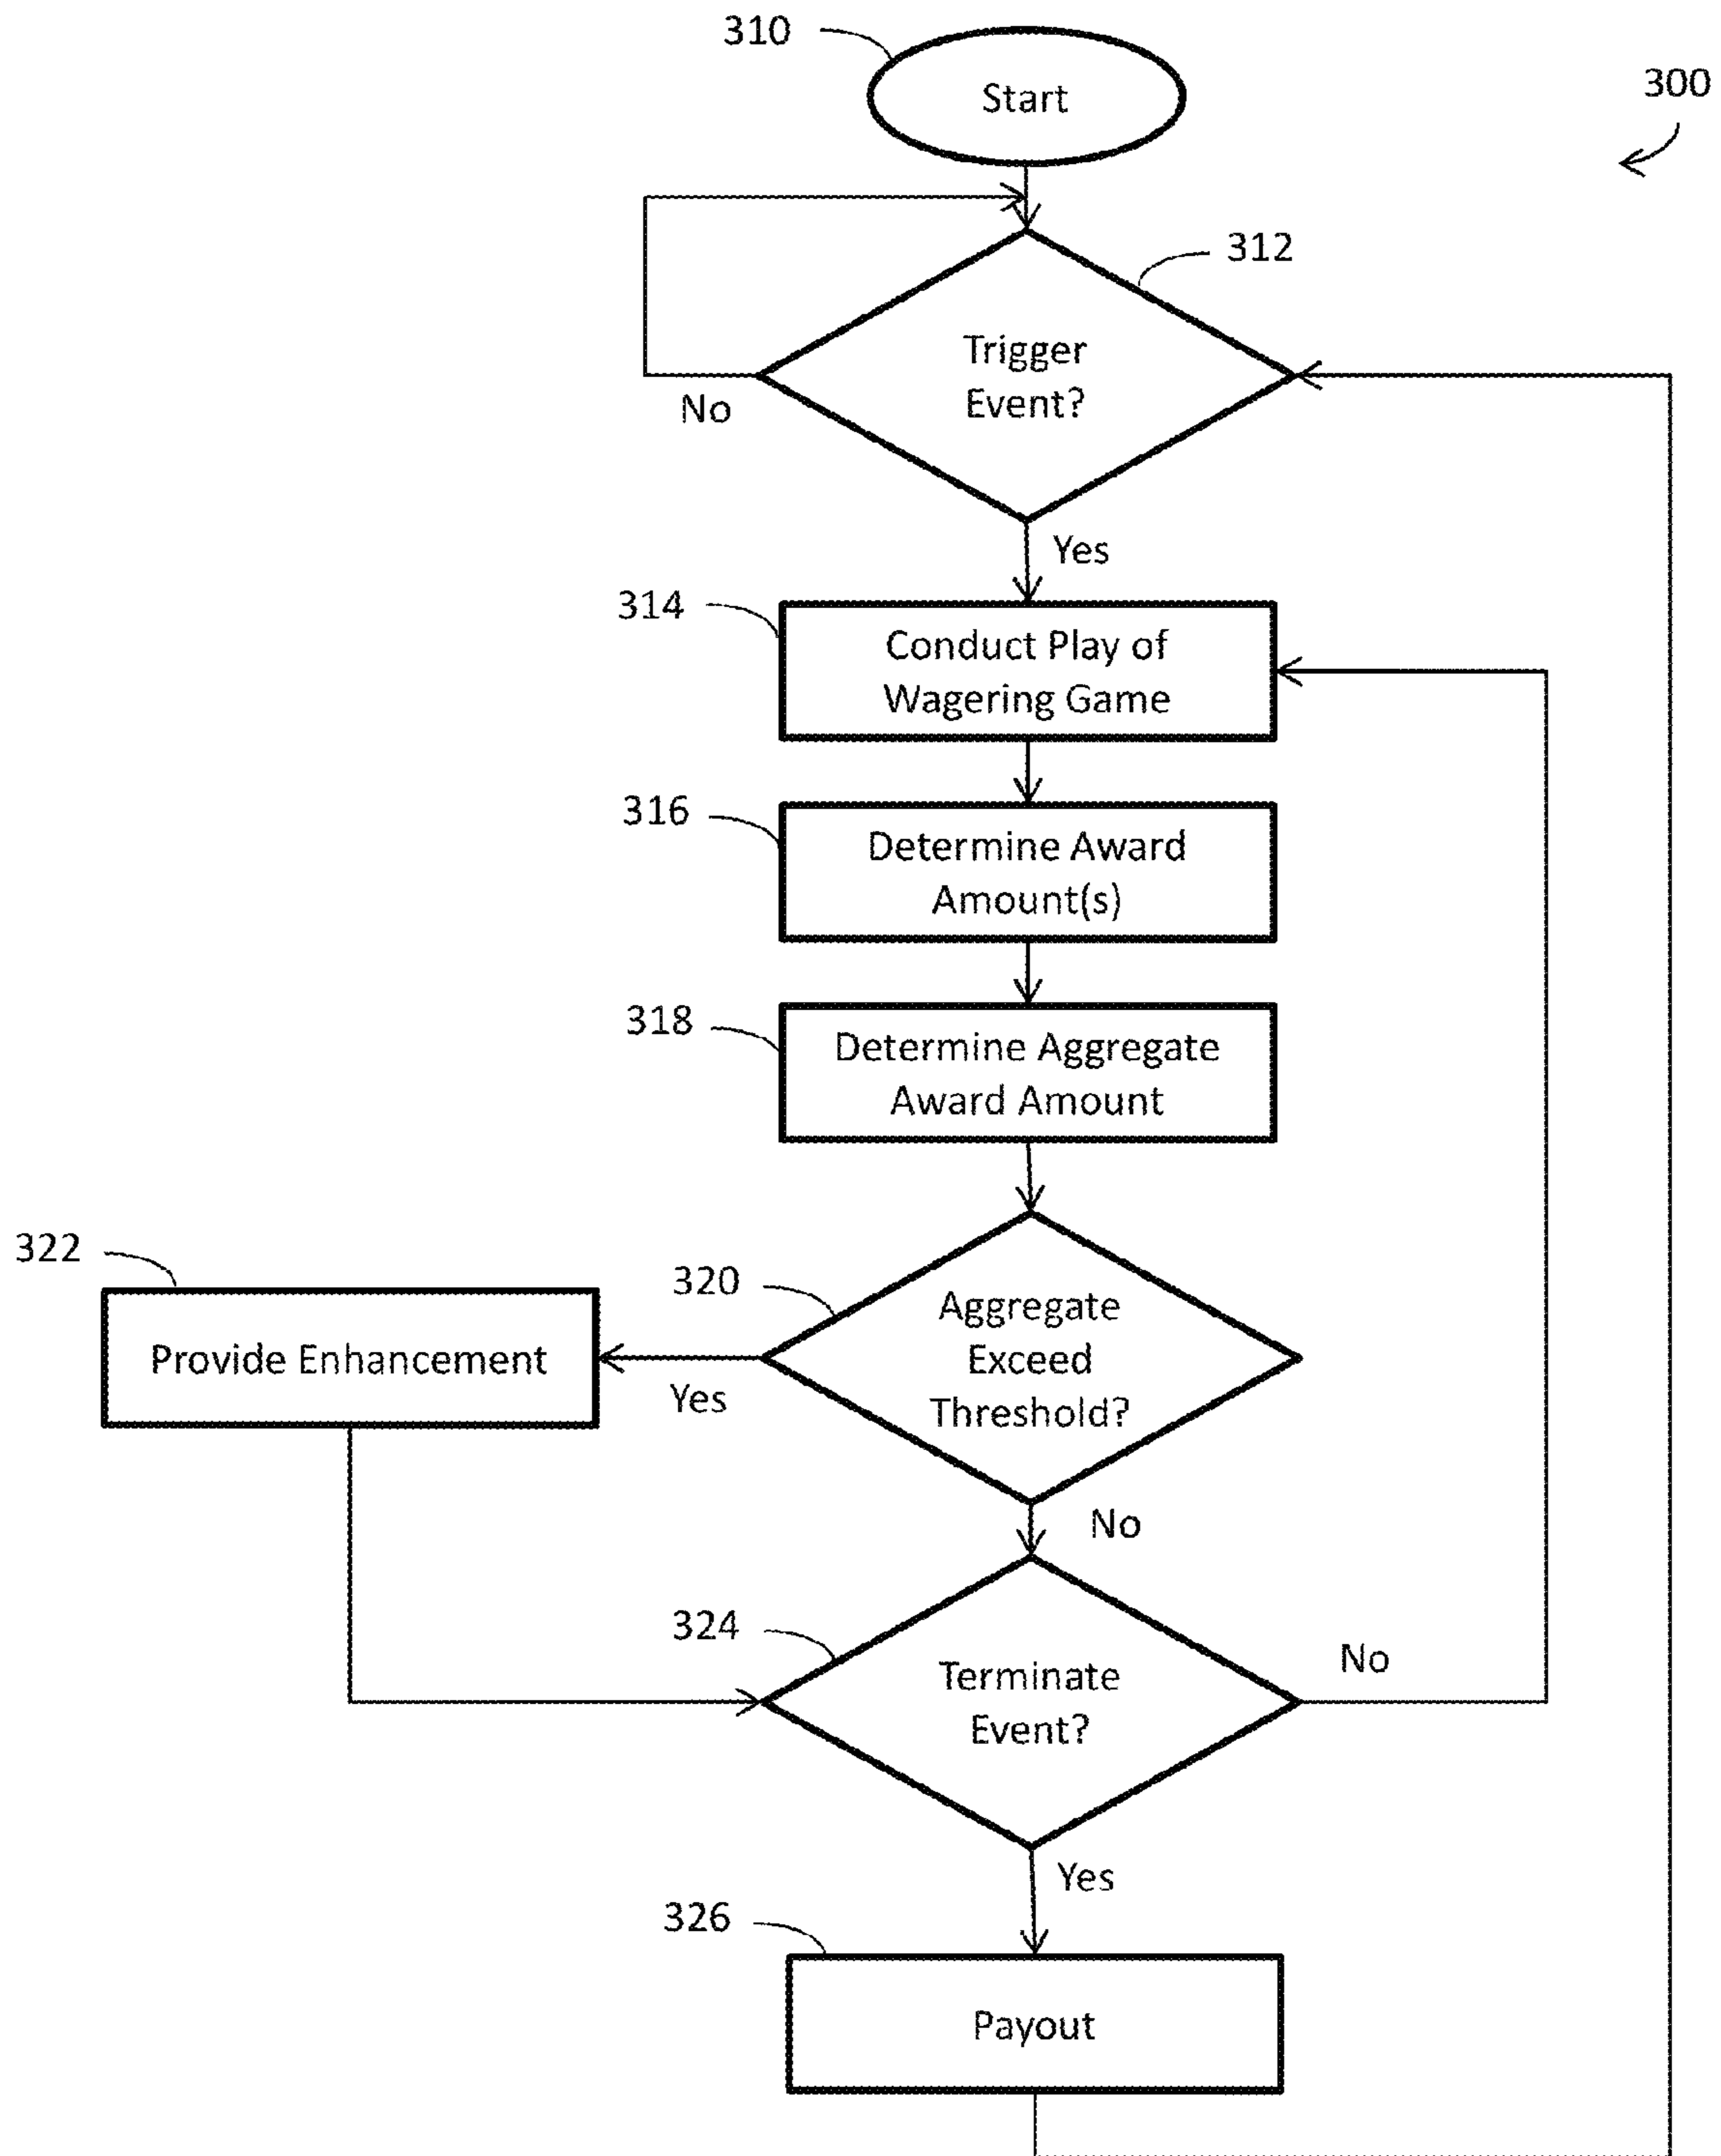 310
Start
300
312
Trigger
Event?
No
Yes
314
Conduct Play of
Wagering Game
316
Determine Award
Amount(s)
318
Determine Aggregate
Award Amount
322
320
Aggregate
Exceed
Threshold?
Provide Enhancement
Yes
No
324
Terminate
Event?
No
Yes
326
Payout